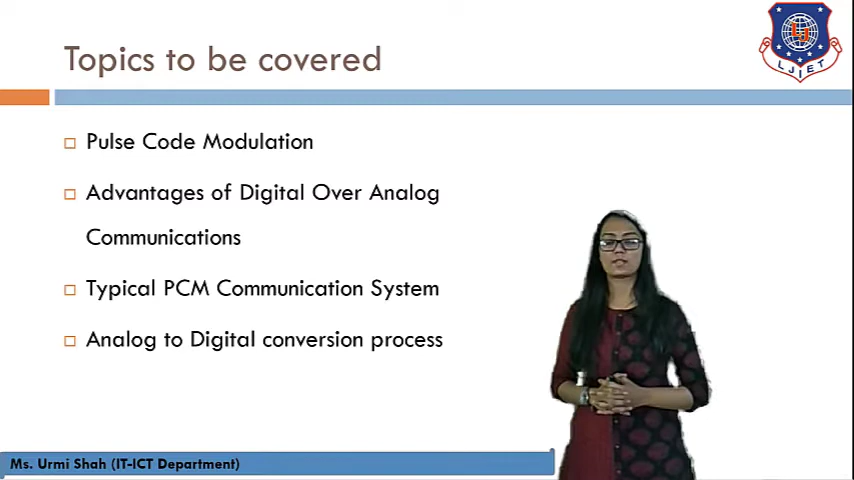 Topics to be covered
LJIET
Pulse Code Modulation
Advantages of Digital Over Analog
Communications
Typical PCM Communication System
Analog to Digital conversion process
Ms. Urmi Shah (IT-ICT Department)